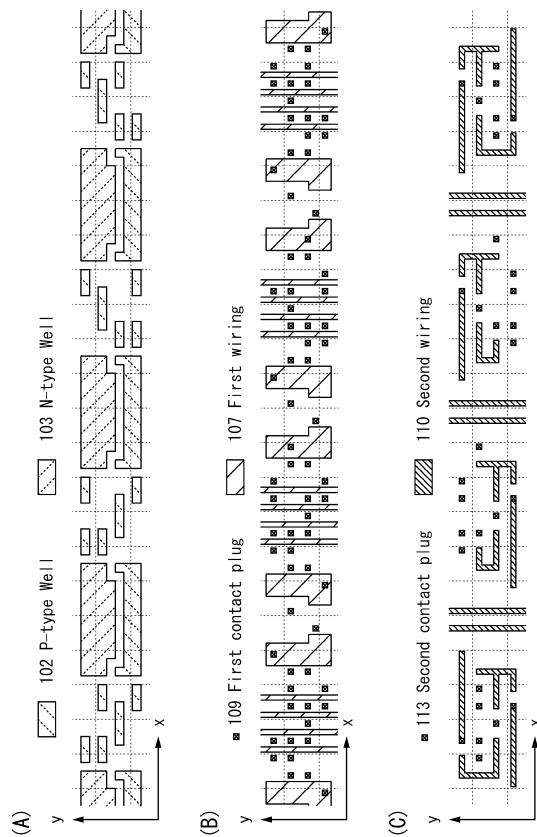 (A)
102 P-type Well
103 N-type Well
y
x
(B)
109 First contact plug
107 First wiring
y
x
(C)
113 Second contact plug
110 Second wiring
y
x